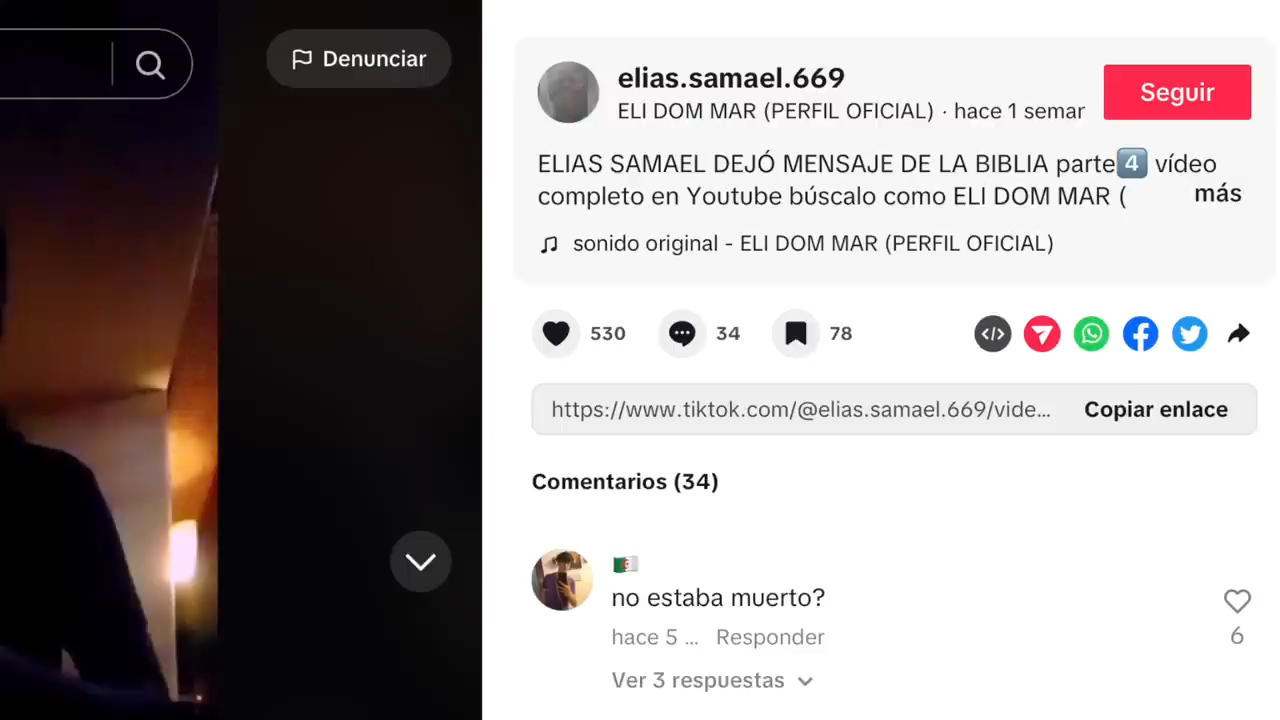 Denunciar
elias.samael.669
ELI DOM MAR (PERFIL OFICIAL) · hace 1 semar
Seguir
ELIAS SAMAEL DEJÓ MENSAJE DE LA BIBLIA parte4️⃣ vídeo
completo en Youtube búscalo como ELI DOM MAR (
más
sonido original - ELI DOM MAR (PERFIL OFICIAL)
530
34
78
https://www.tiktok.com/@elias.samael.669/vide...
Copiar enlace
Comentarios (34)
🇩🇿
no estaba muerto?
hace 5 ...
Responder
6
Ver 3 respuestas